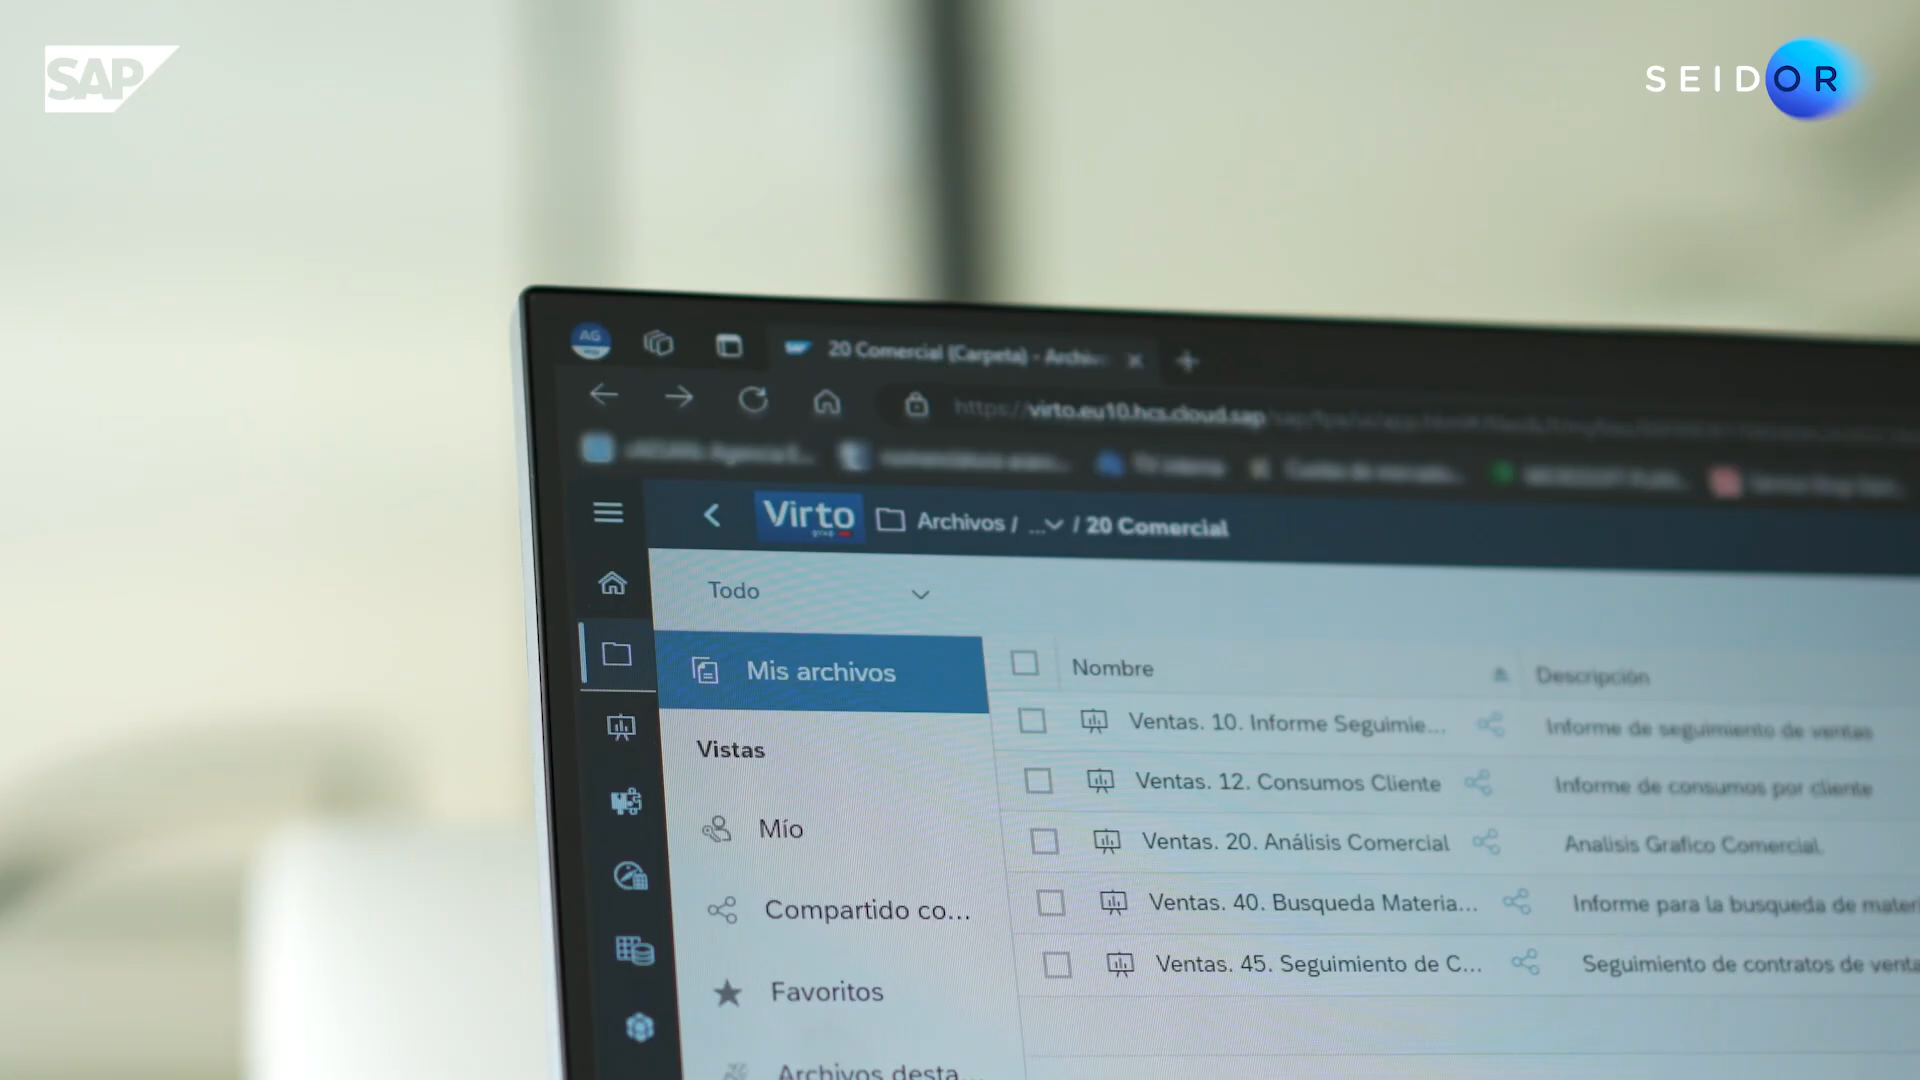 SAP
SEIDOR
AG
20 Comercial (Carpeta) - Archiv
https://virto.eu10.hcs.cloud.sap
Virto
Archivos / ... / 20 Comercial
Todo
Mis archivos
Nombre
Descripción
Vistas
Ventas. 10. Informe Seguimie...
Informe de seguimiento de ventas
Ventas. 12. Consumos Cliente
Informe de consumos por cliente
Mío
Ventas. 20. Análisis Comercial
Analisis Grafico Comercial.
Compartido co...
Ventas. 40. Busqueda Materia...
Informe para la busqueda de mater
Ventas. 45. Seguimiento de C...
Seguimiento de contratos de venta
Favoritos
Archivos desta...